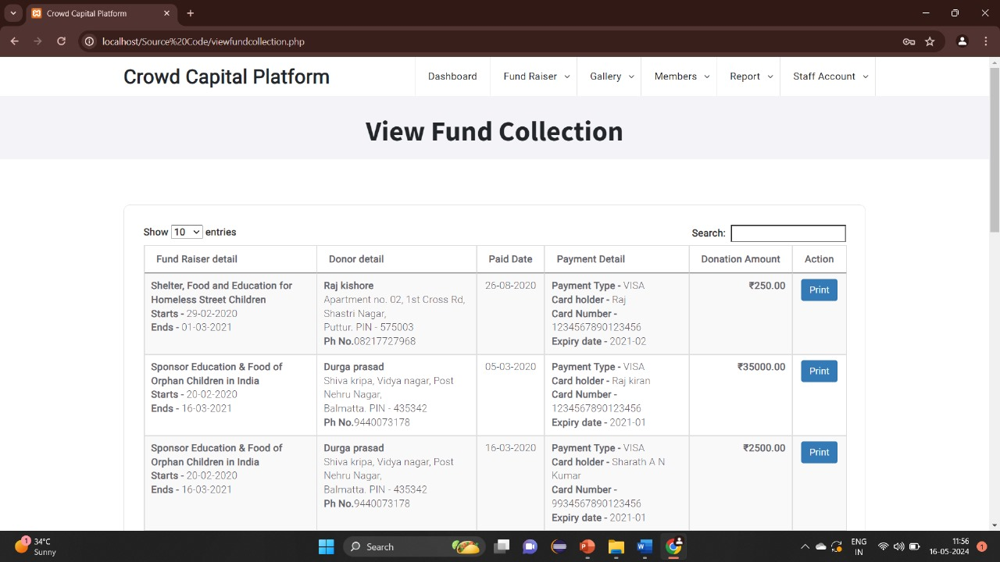 Crowd Capital Platform
localhost/Source%20Code/viewfundcollection.php
Crowd Capital Platform
Dashboard
Fund Raiser
Gallery
Members
Report
Staff Account
View Fund Collection
Show 10 entries
Search:
Fund Raiser detail
Donor detail
Paid Date
Payment Detail
Donation Amount
Action
Shelter, Food and Education for
Homeless Street Children
Starts - 29-02-2020
Ends - 01-03-2021
Raj kishore
Apartment no. 02, 1st Cross Rd,
Shastri Nagar,
Puttur. PIN - 575003
Ph No.08217727968
26-08-2020
Payment Type - VISA
Card holder - Raj
Card Number -
1234567890123456
Expiry date - 2021-02
₹250.00
Print
Sponsor Education & Food of
Orphan Children in India
Starts - 20-02-2020
Ends - 16-03-2021
Durga prasad
Shiva kripa, Vidya nagar, Post
Nehru Nagar,
Balmatta. PIN - 435342
Ph No.9440073178
05-03-2020
Payment Type - VISA
Card holder - Raj kiran
Card Number -
1234567890123456
Expiry date - 2021-01
₹35000.00
Print
Sponsor Education & Food of
Orphan Children in India
Starts - 20-02-2020
Ends - 16-03-2021
Durga prasad
Shiva kripa, Vidya nagar, Post
Nehru Nagar,
Balmatta. PIN - 435342
Ph No.9440073178
16-03-2020
Payment Type - VISA
Card holder - Sharath A N
Kumar
Card Number -
9934567890123456
Expiry date - 2021-01
₹2500.00
Print
1
34°C
Sunny
Search
ENG
IN
11:56
16-05-2024
1